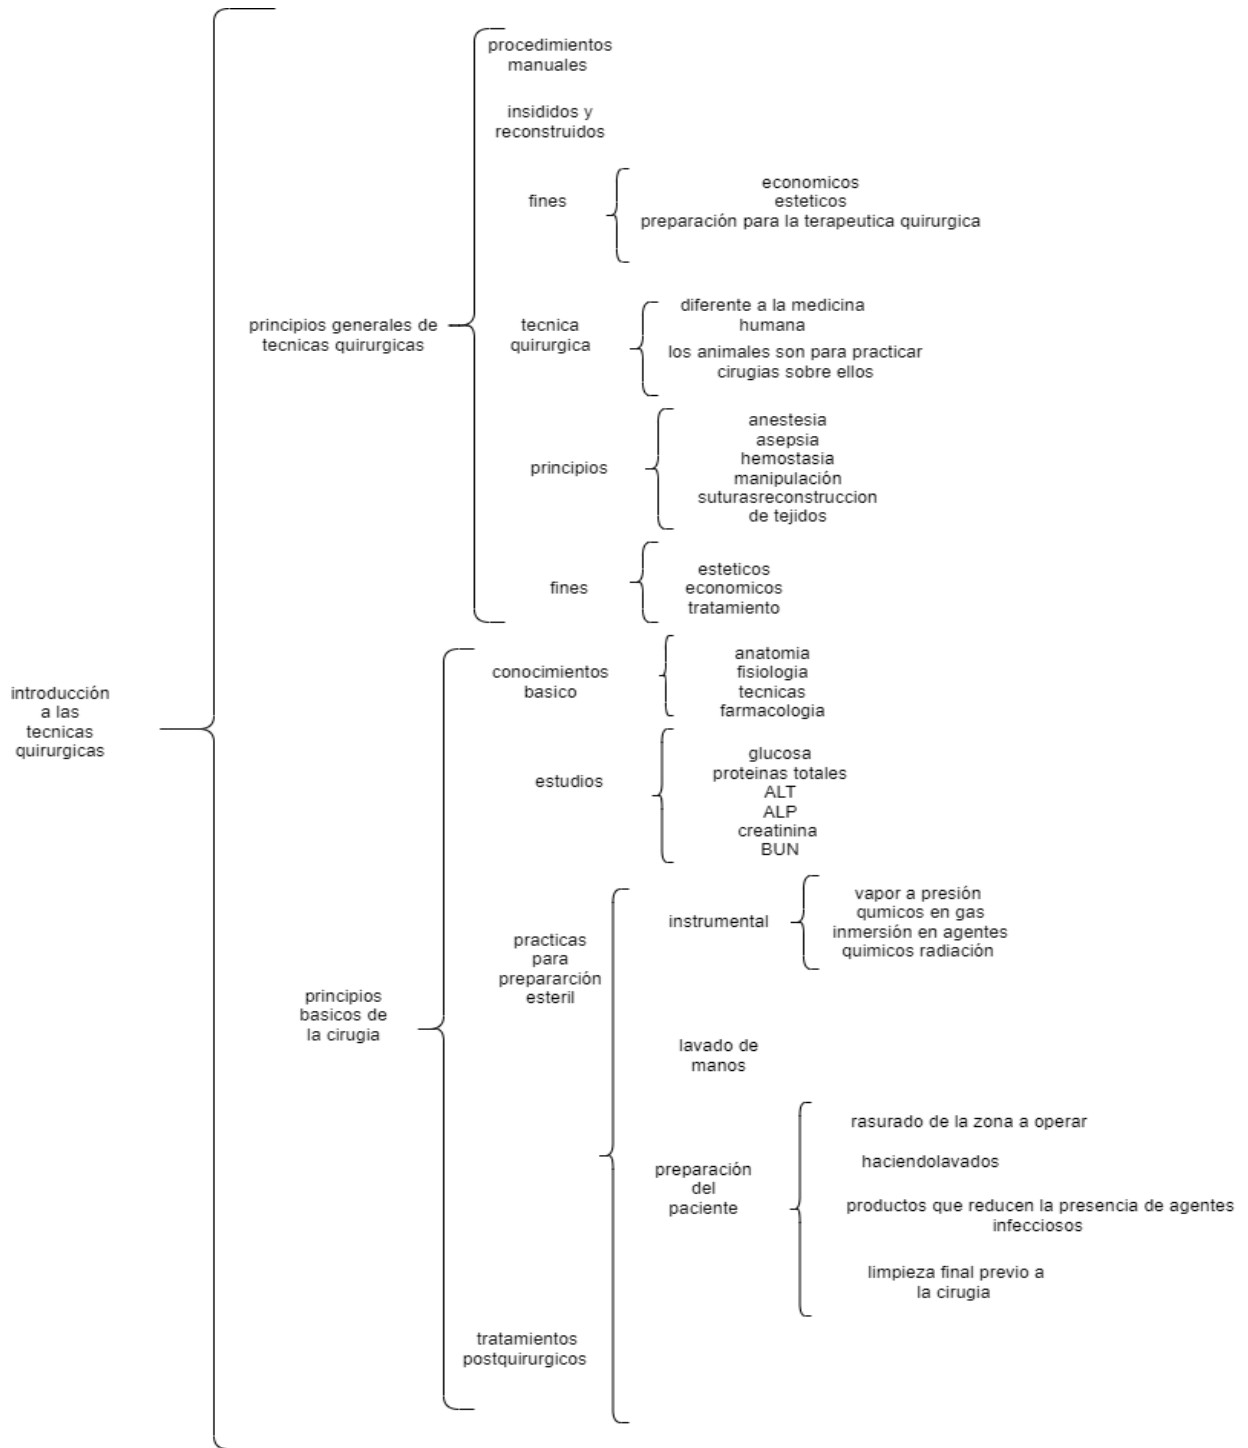 introducción
a las
tecnicas
quirurgicas
principios generales de
tecnicas quirurgicas
procedimientos
manuales
insididos y
reconstruidos
fines
economicos
esteticos
preparación para la terapeutica quirurgica
tecnica
quirurgica
diferente a la medicina
humana
los animales son para practicar
cirugias sobre ellos
principios
anestesia
asepsia
hemostasia
manipulación
suturasreconstruccion
de tejidos
fines
esteticos
economicos
tratamiento
principios
basicos de
la cirugia
conocimientos
basico
anatomia
fisiologia
tecnicas
farmacologia
estudios
glucosa
proteinas totales
ALT
ALP
creatinina
BUN
practicas
para
prepararción
esteril
instrumental
vapor a presión
qumicos en gas
inmersión en agentes
quimicos radiación
lavado de
manos
preparación
del
paciente
rasurado de la zona a operar
haciendolavados
productos que reducen la presencia de agentes
infecciosos
limpieza final previo a
la cirugia
tratamientos
postquirurgicos